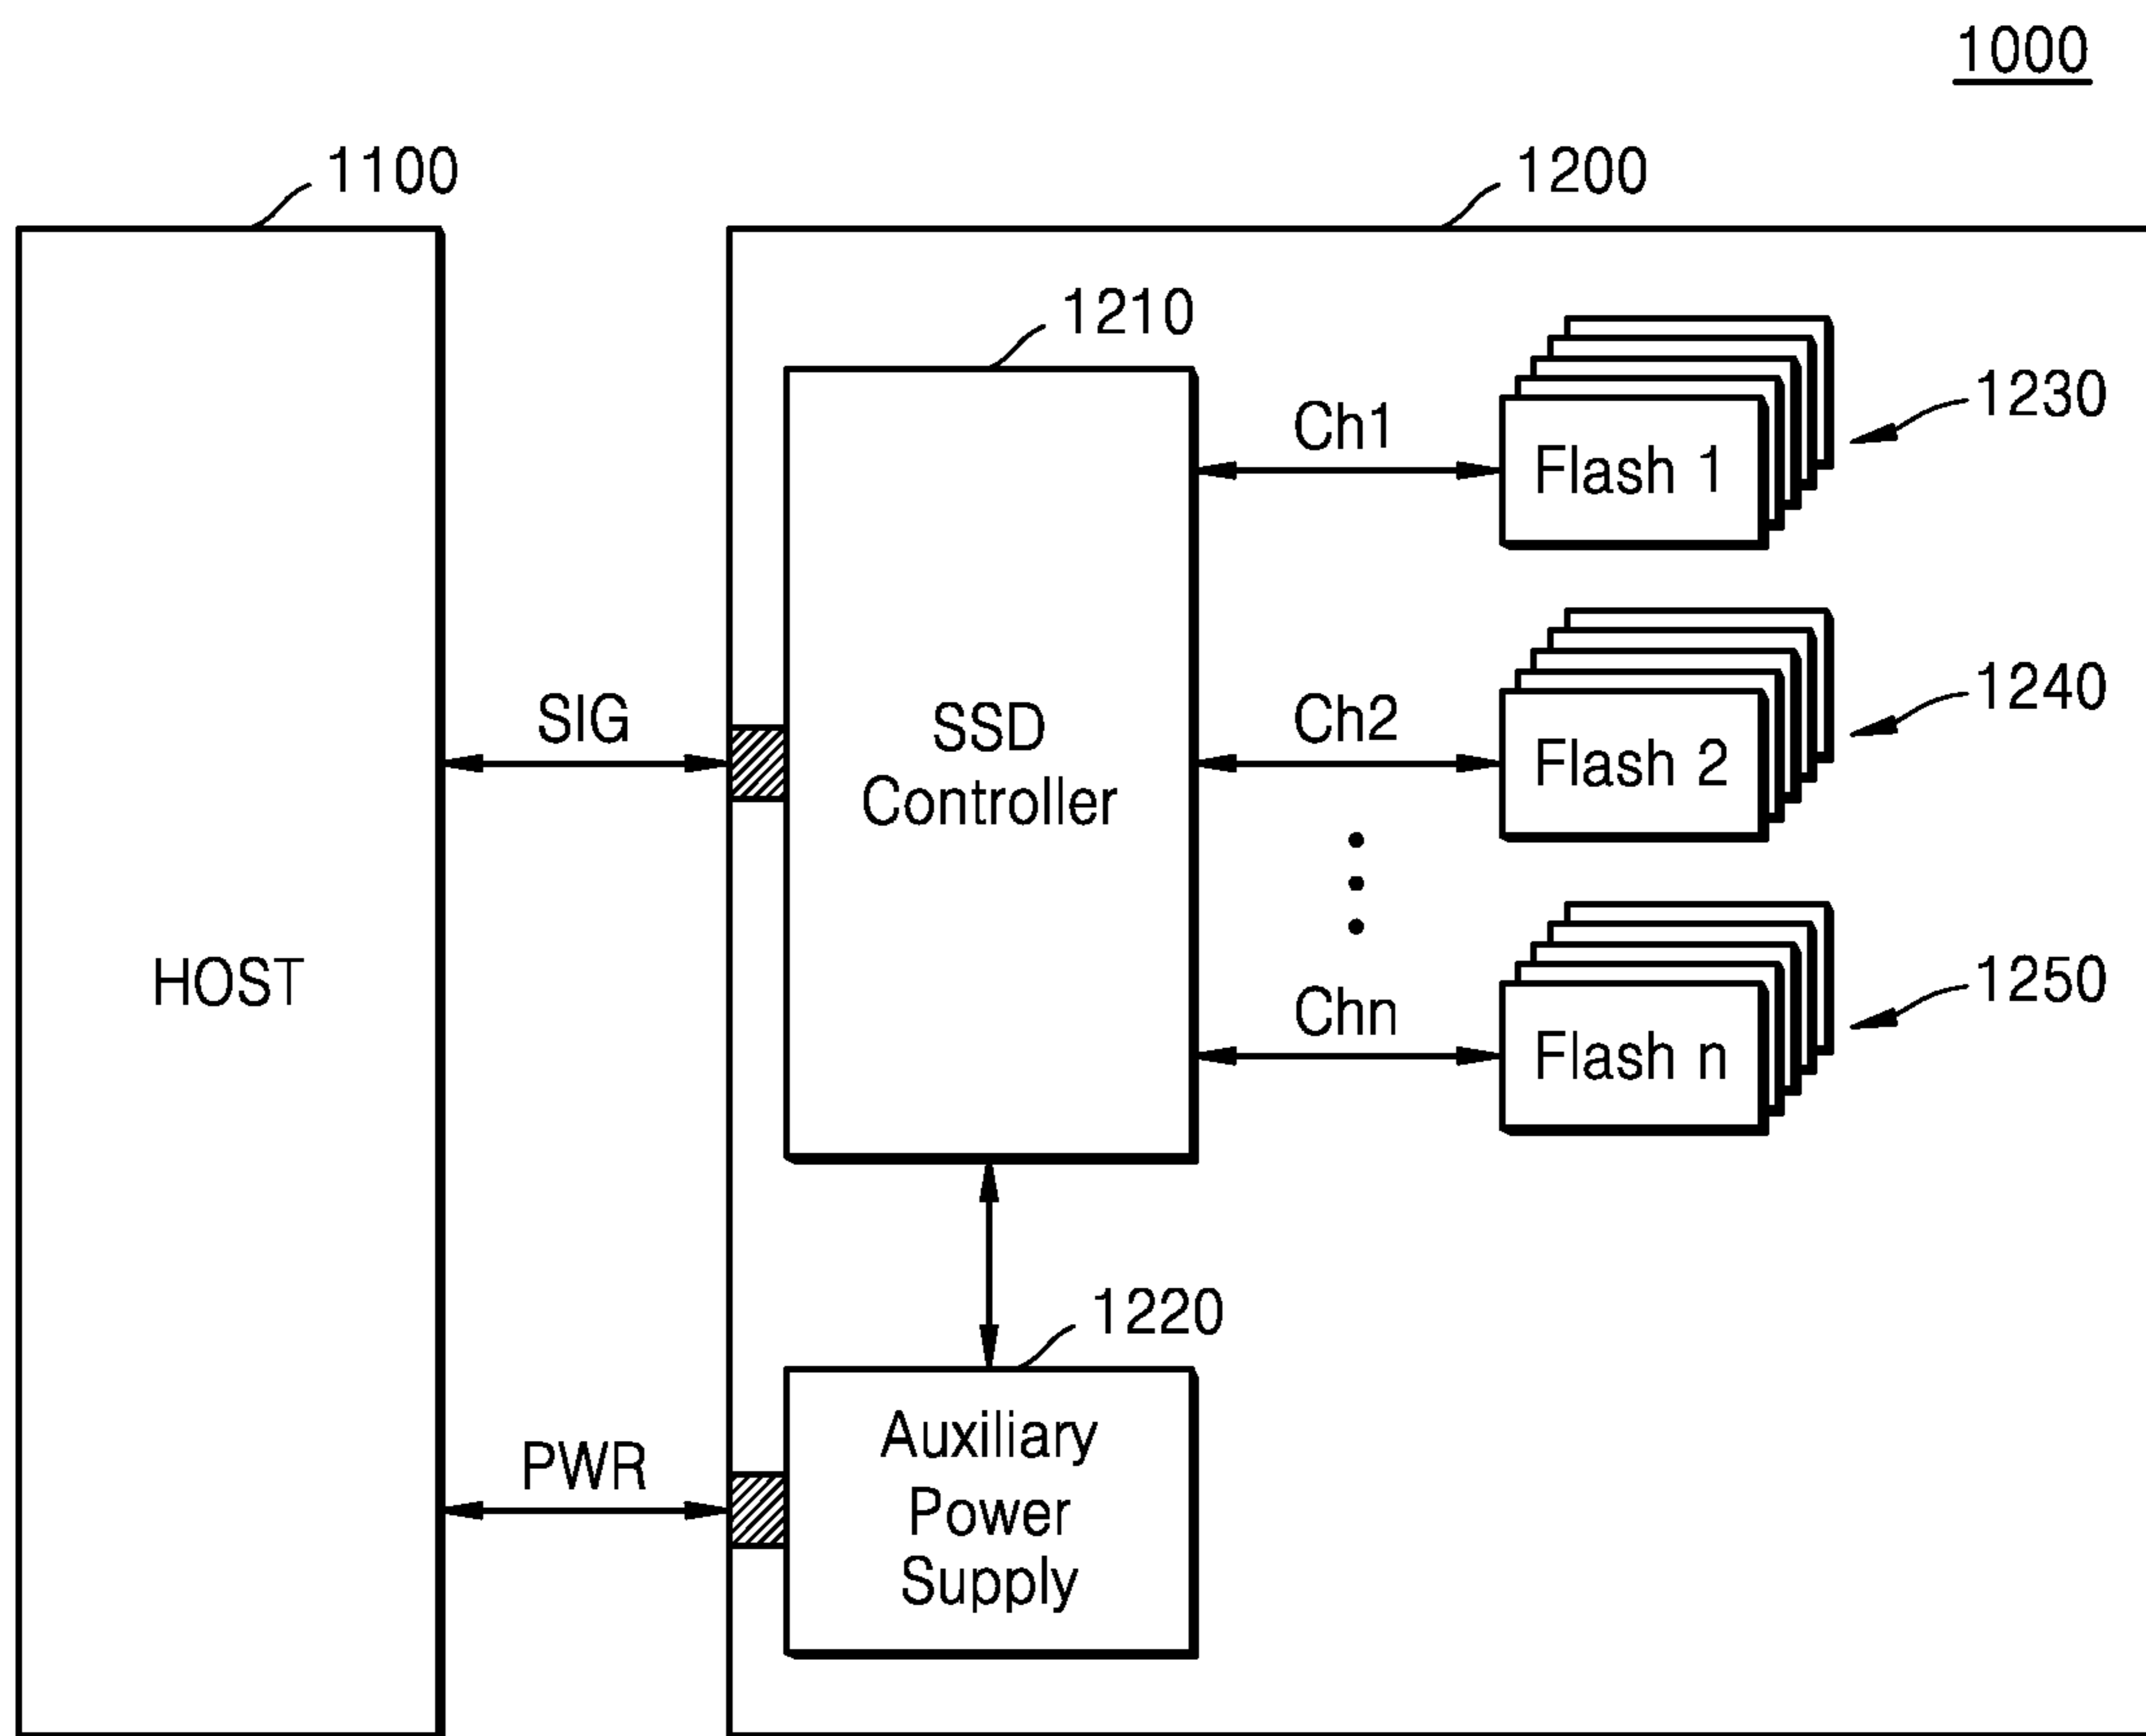 1000
1100
1200
1210
1230
Ch1
Flash 1
1240
SIG
SSD
Controller
Ch2
Flash 2
HOST
1250
Chn
Flash n
1220
PWR
Auxiliary
Power
Supply